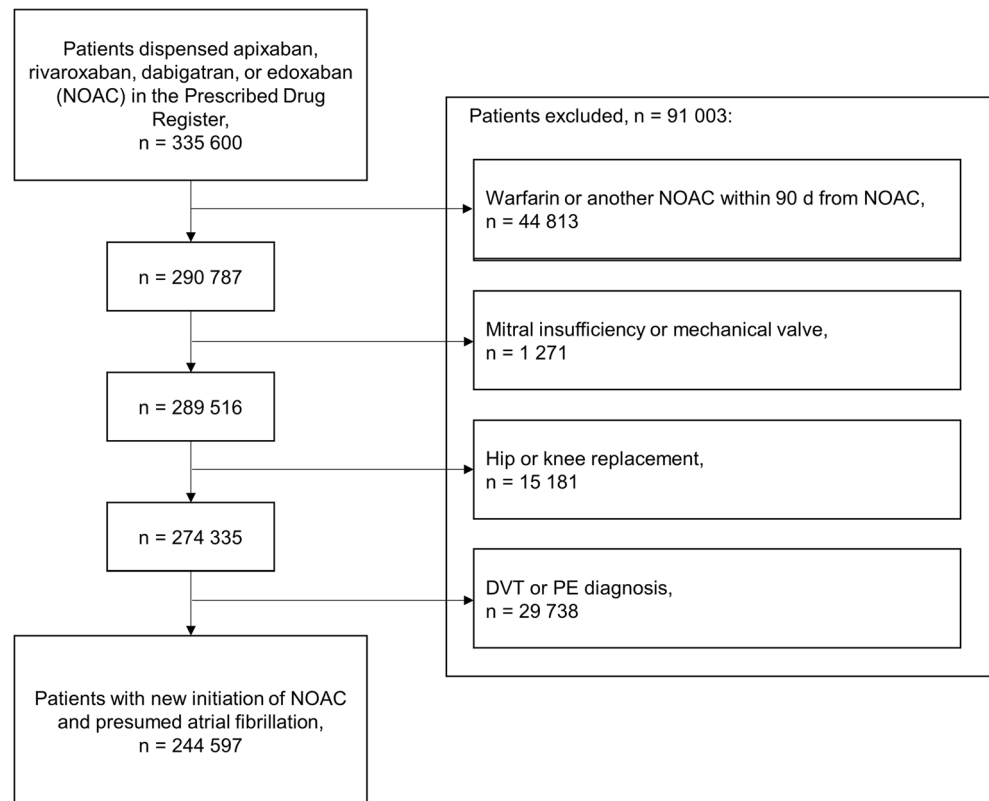 Patients dispensed apixaban,
rivaroxaban, dabigatran, or edoxaban
(NOAC) in the Prescribed Drug
Register,
n = 335 600
Patients excluded, n = 91 003:
Warfarin or another NOAC within 90 d from NOAC,
n = 44 813
n = 290 787
Mitral insufficiency or mechanical valve,
n = 1 271
n = 289 516
Hip or knee replacement,
n = 15 181
n = 274 335
DVT or PE diagnosis,
n = 29 738
Patients with new initiation of NOAC
and presumed atrial fibrillation,
n = 244 597